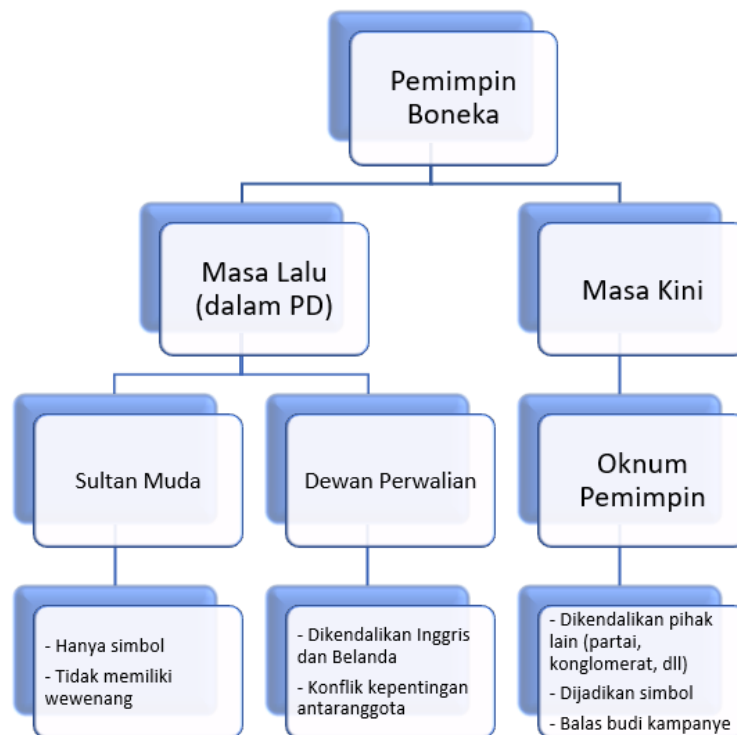 Pemimpin
Boneka
Masa Lalu
(dalam PD)
Masa Kini
Sultan Muda
Dewan Perwalian
Oknum
Pemimpin
- Hanya simbol
- Tidak memiliki
wewenang
- Dikendalikan Inggris
dan Belanda
- Konflik kepentingan
antaranggota
- Dikendalikan pihak
lain (partai,
konglomerat, dll)
- Dijadikan simbol
- Balas budi kampanye